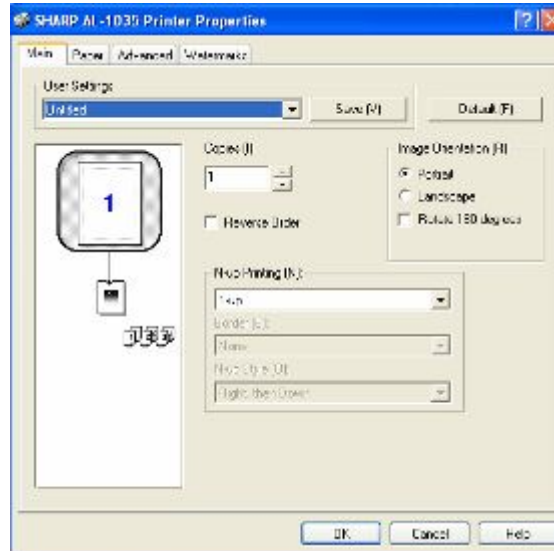 SHARP AL-1035 Printer Properties
Main Paper Advanced Watermarks
User Settings
Untitled
Save (V)
Default (F)
Copies (I)
1
Reverse Order
Image Orientation (R)
Portrait
Landscape
Rotate 180 degrees
1
N-up Printing (N):
1-up
Border (E):
None
N-up Style (O):
Right, then Down
OK Cancel Help